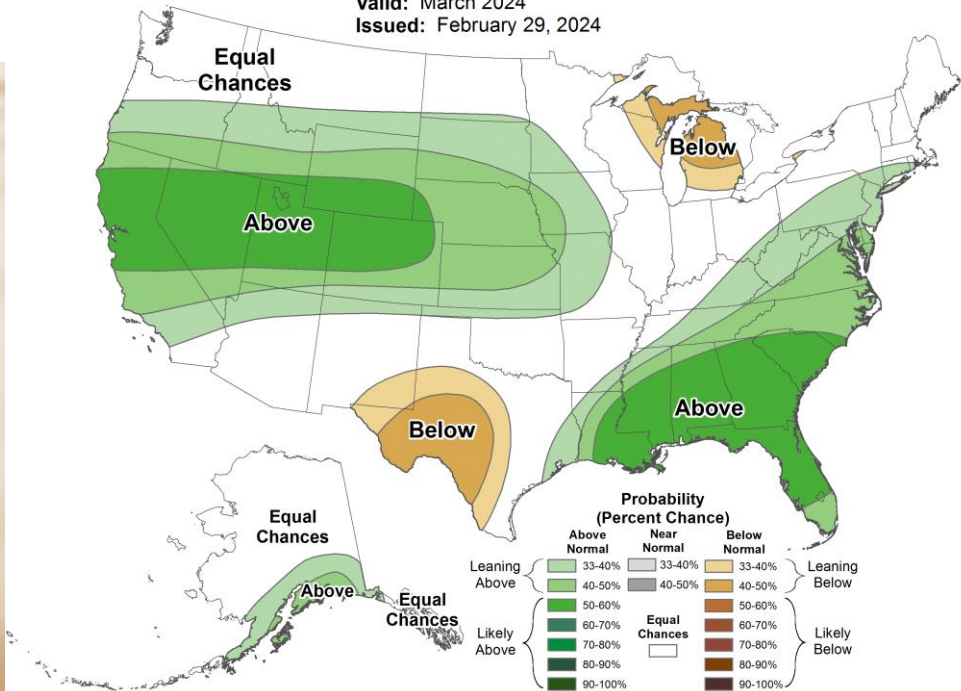 Valid: March 2024
Issued: February 29, 2024
Equal
Chances
Below
Above
Above
Below
Equal
Chances
Above
Equal
Chances
Probability
(Percent Chance)
Above
Normal
Near
Normal
Below
Normal
Leaning
Above
33-40%
33-40%
33-40%
Leaning
Below
40-50%
40-50%
40-50%
Likely
Above
50-60%
60-70%
70-80%
80-90%
90-100%
Equal
Chances
50-60%
60-70%
70-80%
80-90%
90-100%
Likely
Below